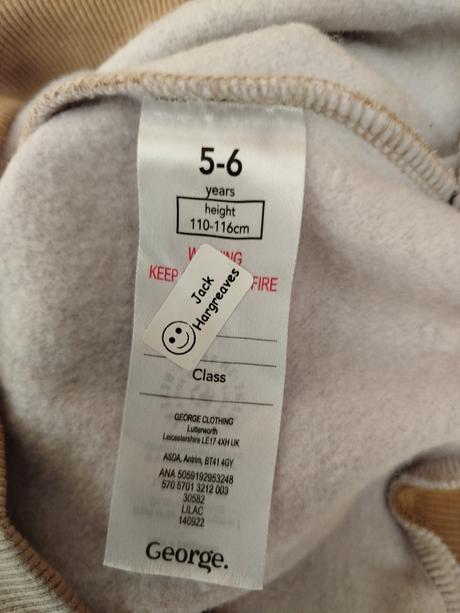 5-6
years
height
110-116cm
W NG
KEEP FIRE
Jack
Hargreaves
Class
GEORGE CLOTHING
Lutterworth
Leicestershire LE17 4XH UK
ASDA, Antrim, BT41 4GY
ANA 5059192953248
570 5701 3212 003
30582
LILAC
140922
George.